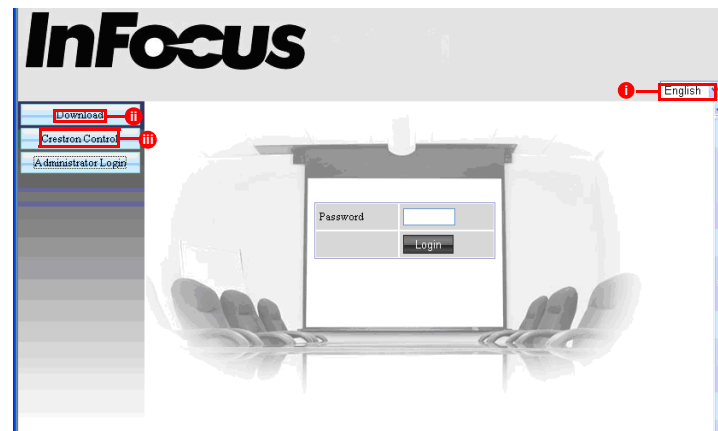 InFocus
i
English
Download
ii
Crestron Control
iii
Administrator Login
Password
Login